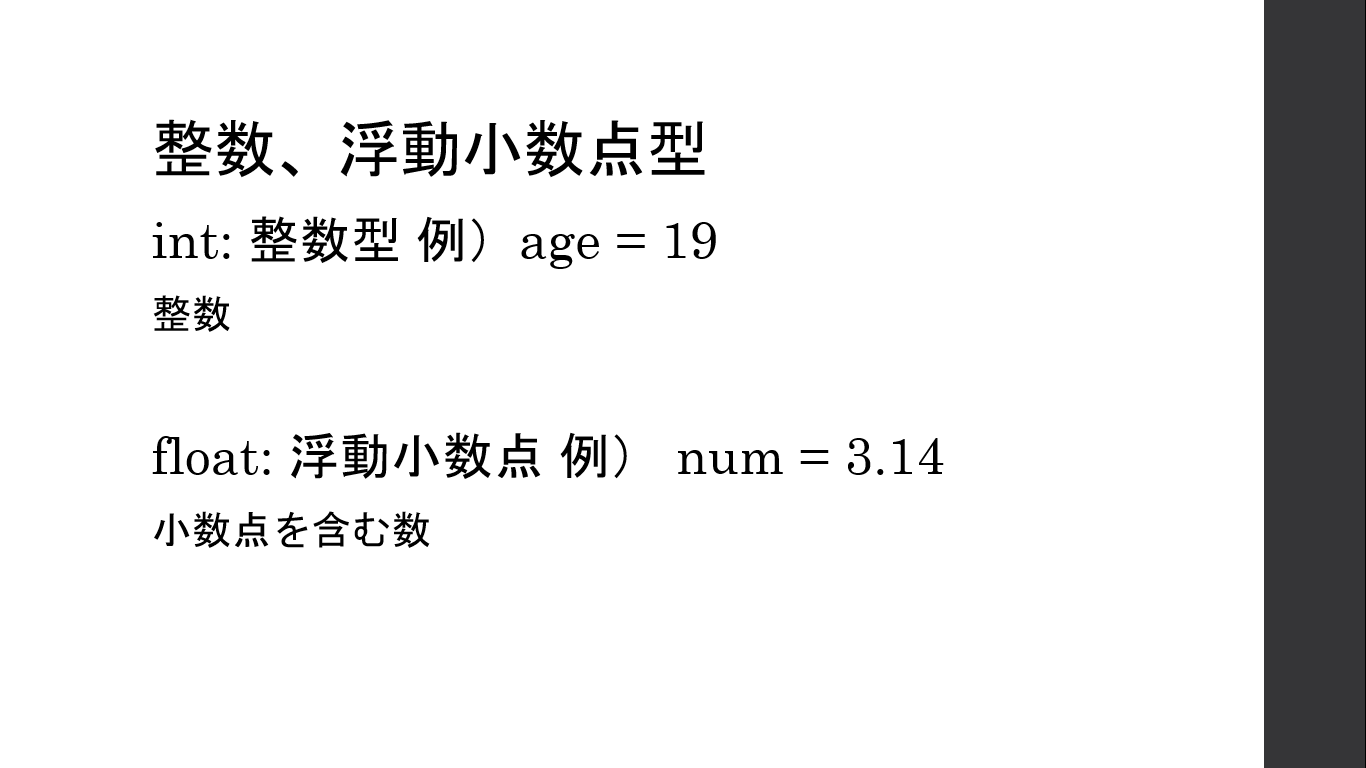 整数、浮動小数点型
int: 整数型 例）age = 19
整数
float: 浮動小数点 例） num = 3.14
小数点を含む数